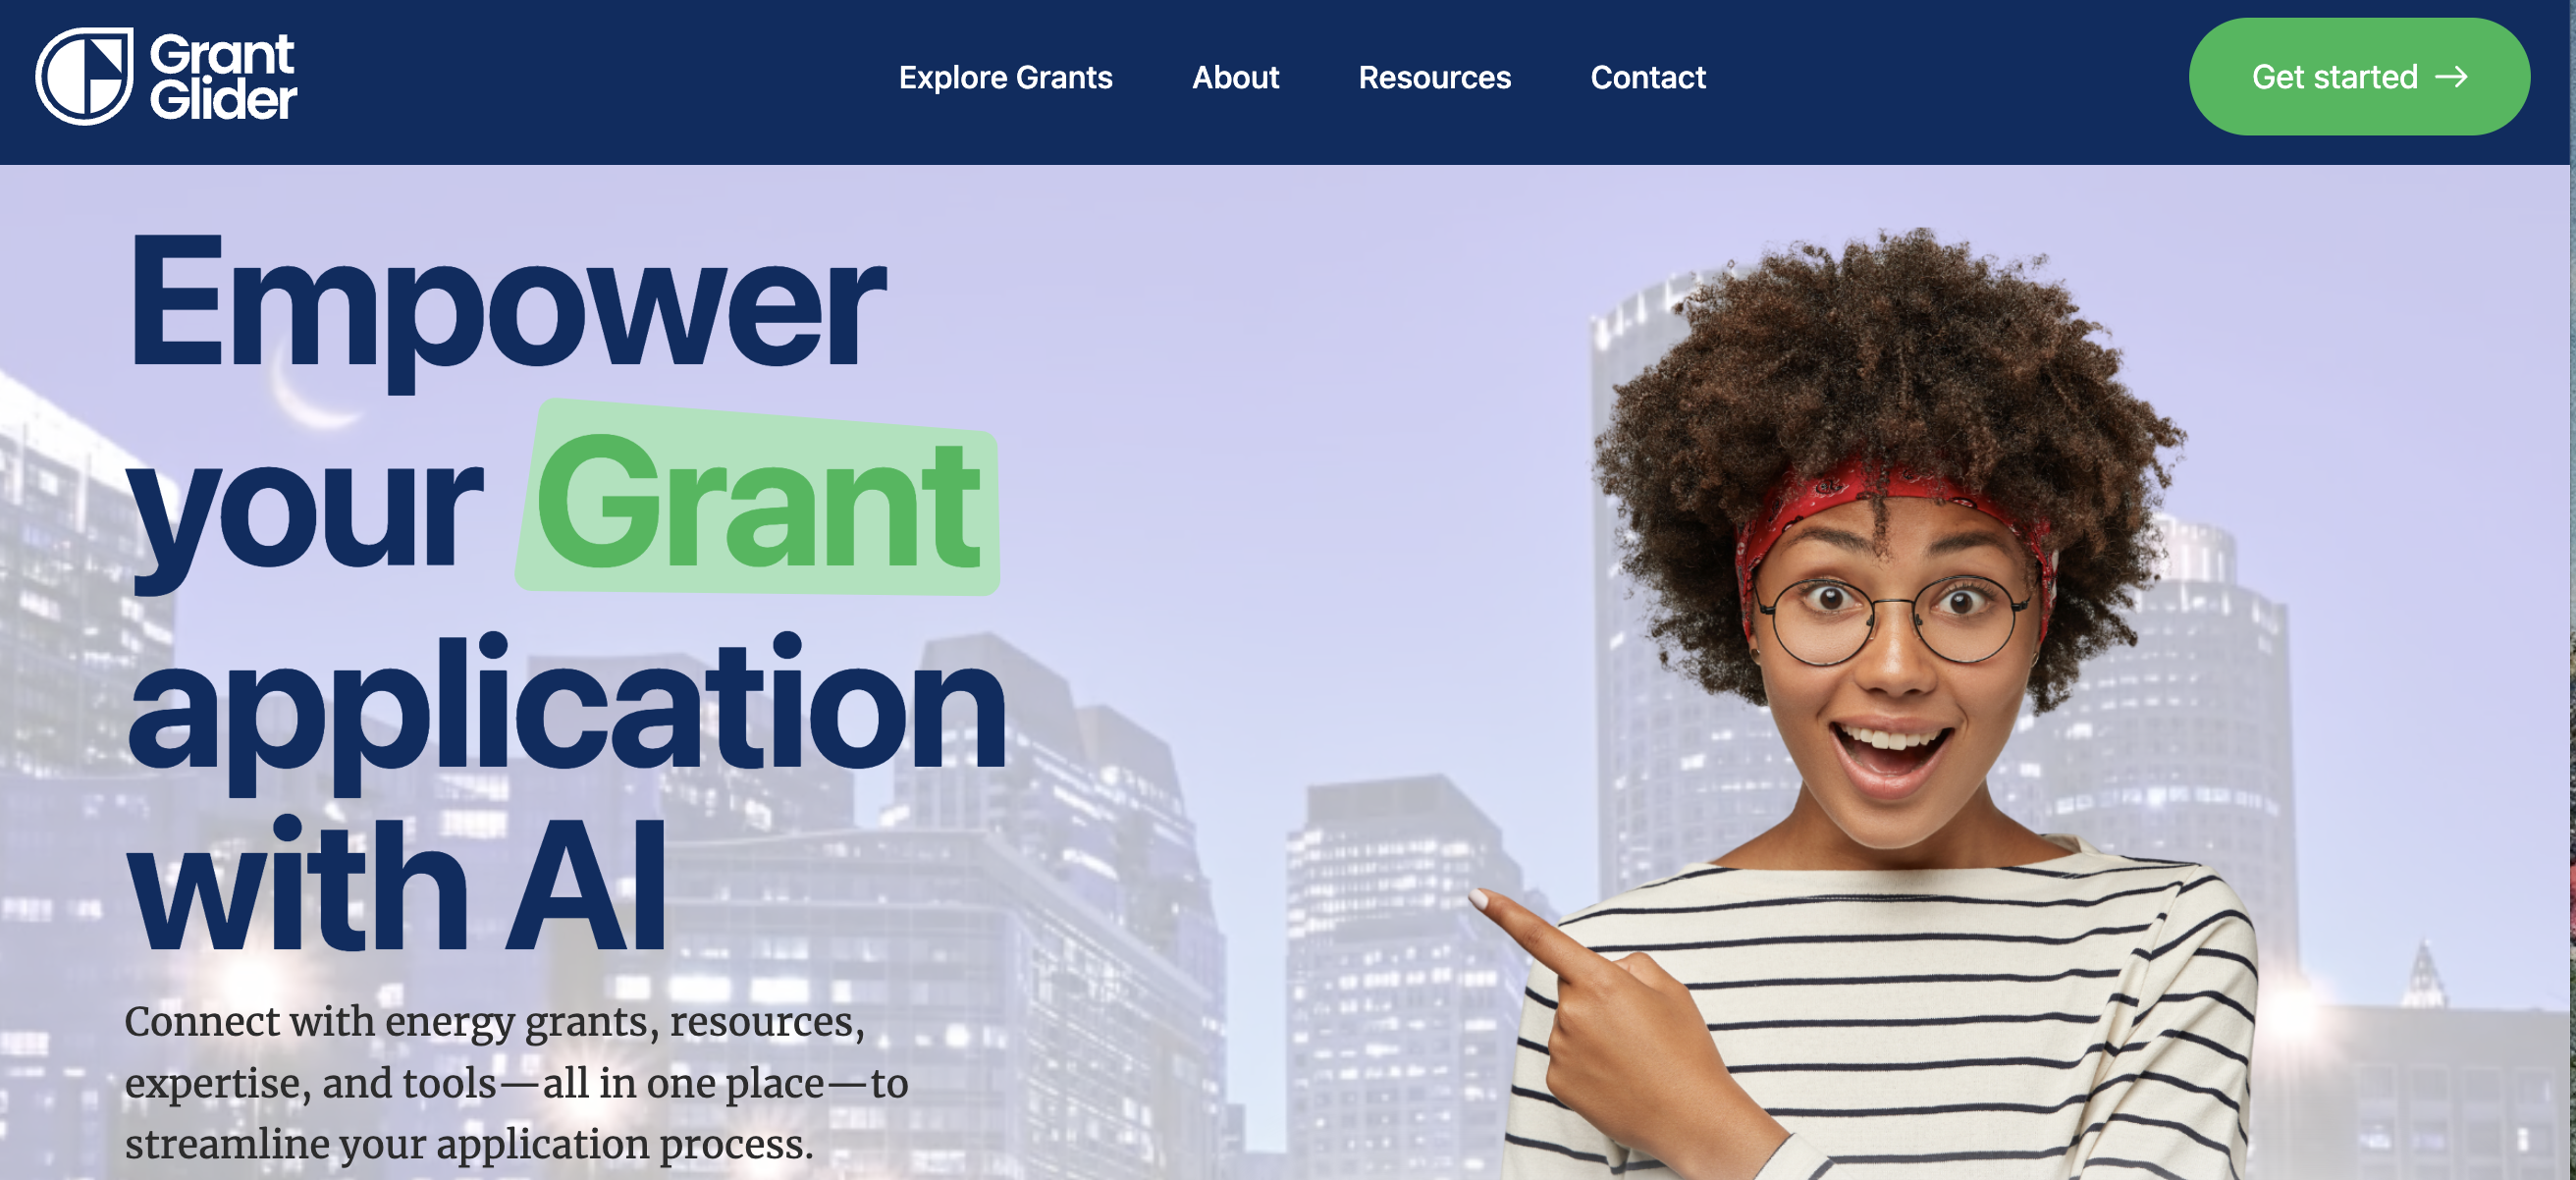 Grant
Glider
Explore Grants
About
Resources
Contact
Get started →
Empower
your Grant
application
with AI
Connect with energy grants, resources,
expertise, and tools—all in one place—to
streamline your application process.